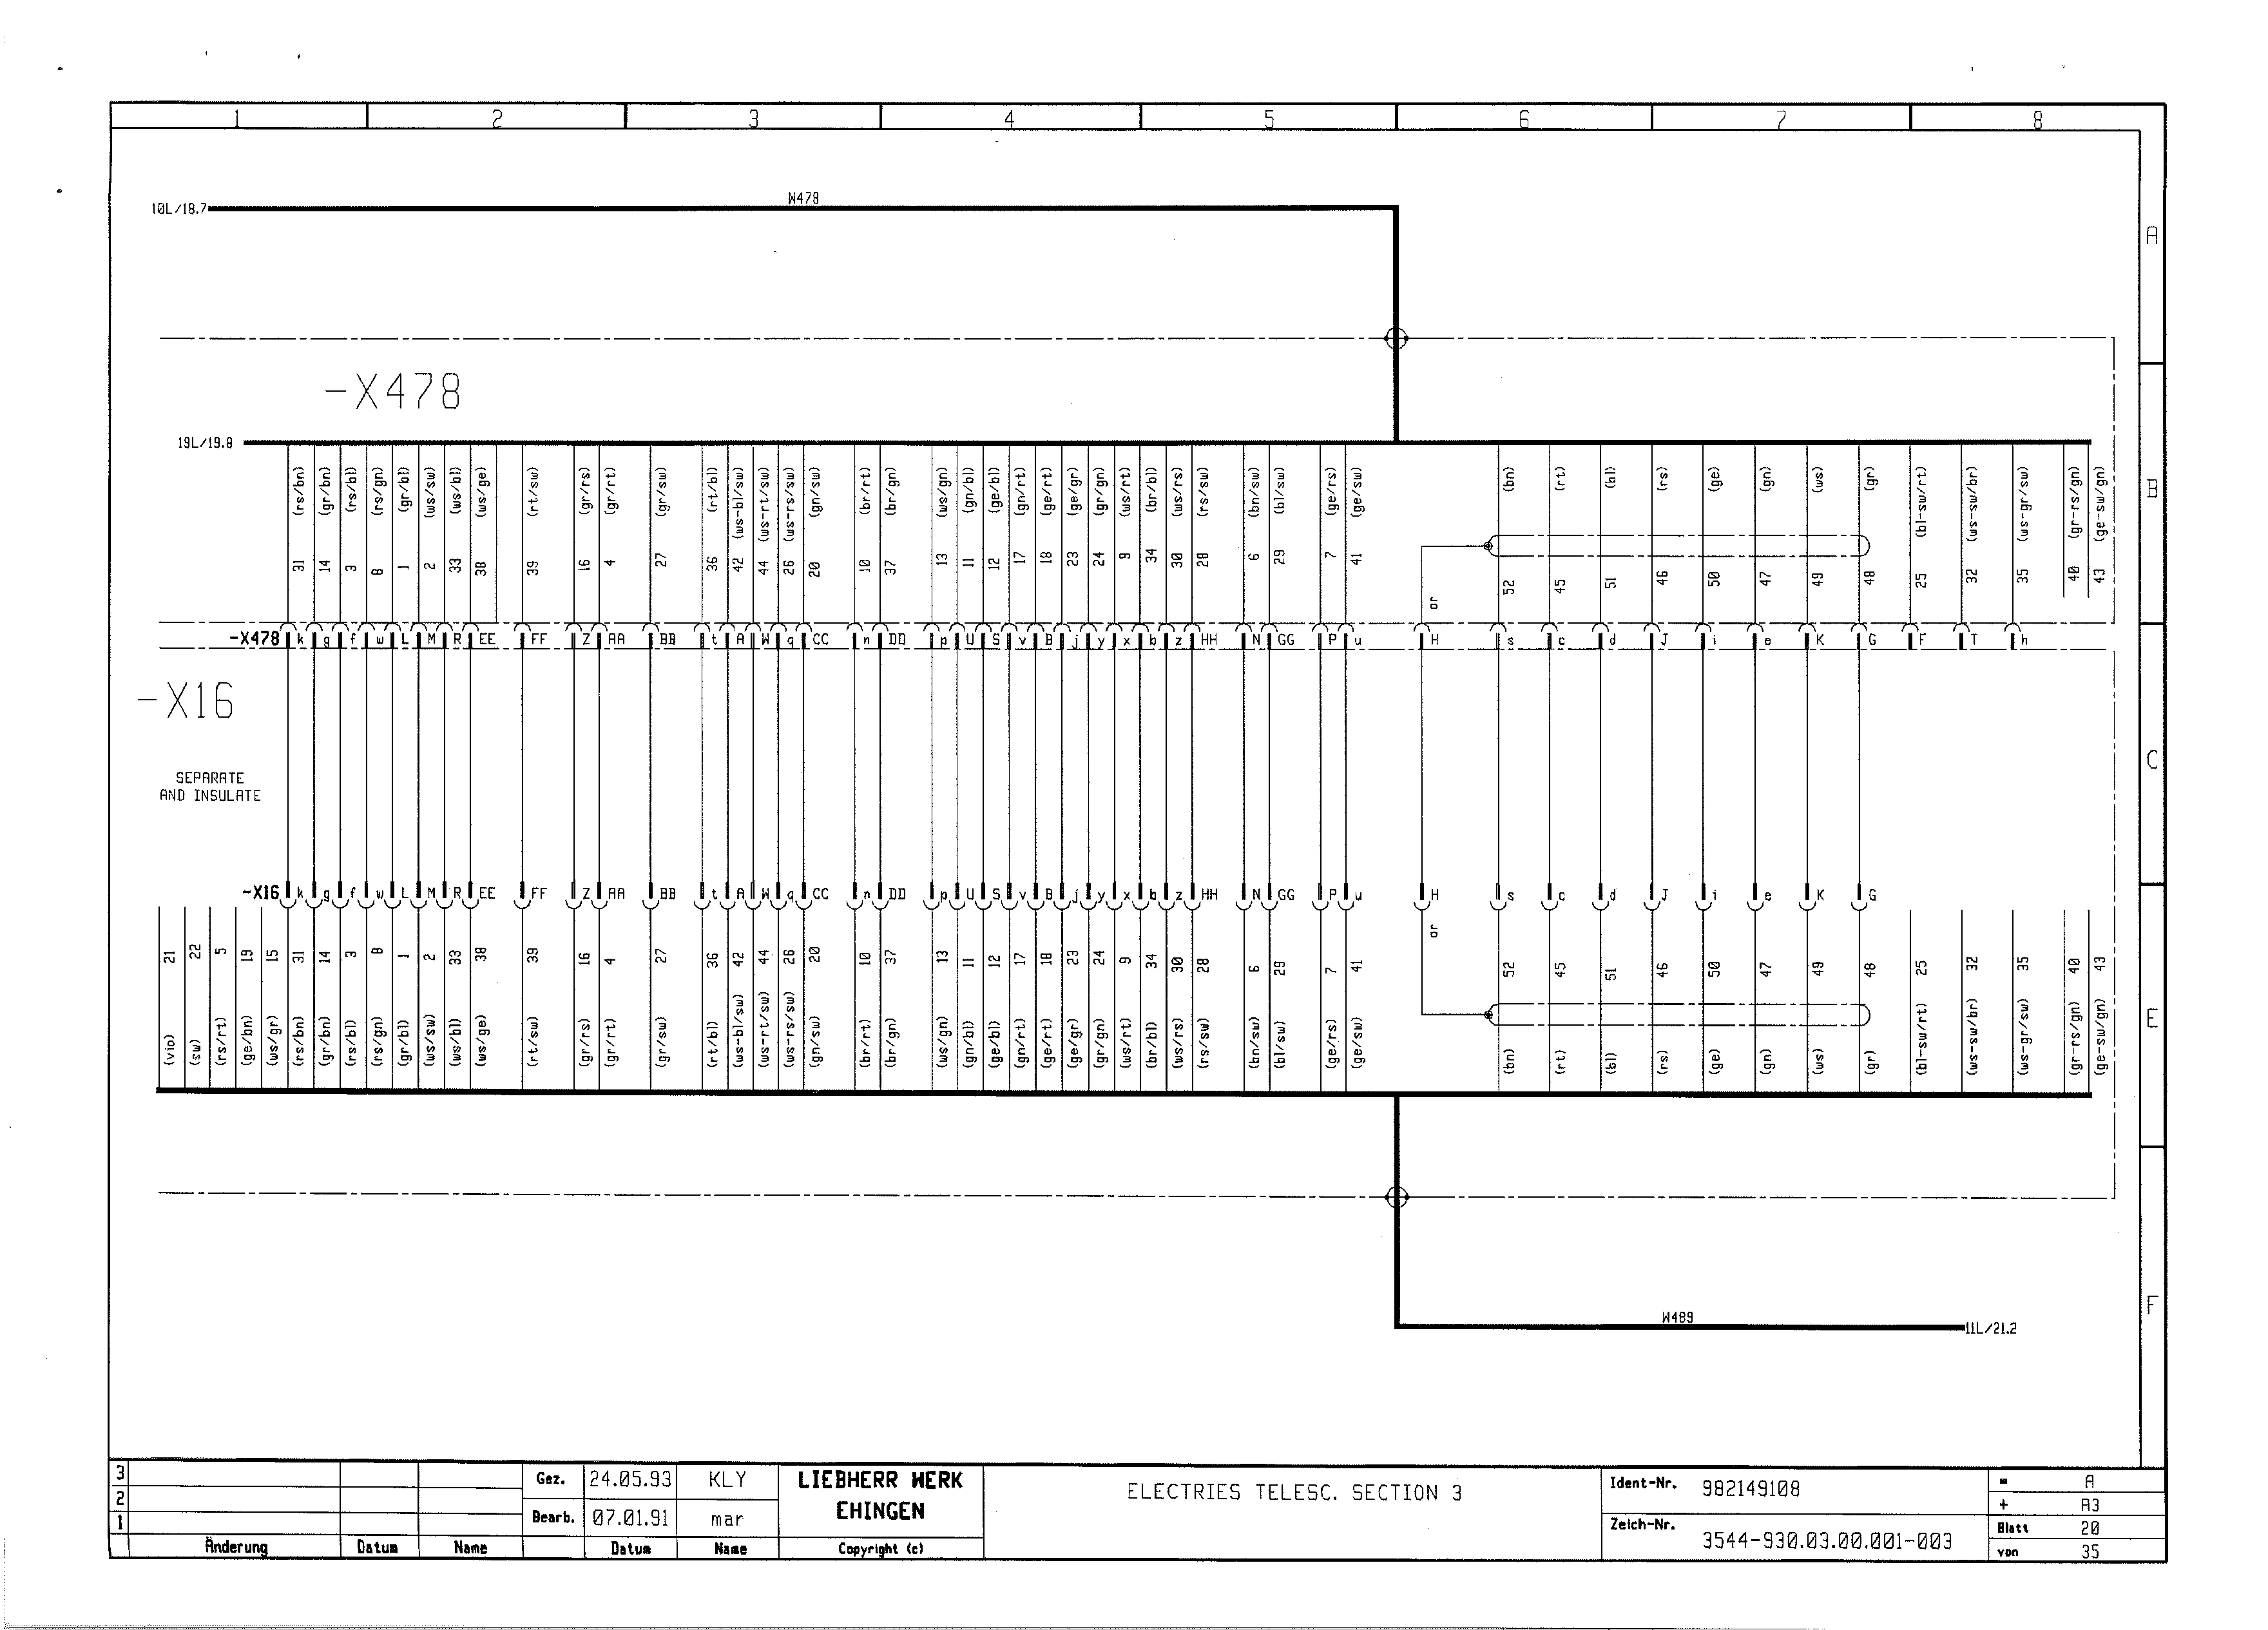 1 2 3 4 5 6 7 8
W478
10L/18.7
A
-X478
19L/19.8
B
(rs/bn) (gr/bn) (rs/bl) (rs/gn) (gr/bl) (ws/sw) (ws/bl) (ws/ge) (rt/sw) (gr/rs) (gr/rt) (gr/sw) (rt/bl) (ws-bl/sw) (ws-rt/sw) (ws-rs/sw) (gn/sw) (br/rt) (br/gn) (ws/gn) (gn/bl) (ge/bl) (gn/rt) (ge/rt) (ge/gr) (gr/gn) (ws/rt) (br/bl) (ws/rs) (rs/sw) (bn/sw) (bl/sw) (ge/rs) (ge/sw) (bn) (rt) (bl) (rs) (ge) (gn) (ws) (gr) (bl-sw/rt) (ws-sw/br) (ws-gr/sw) (gr-rs/gn) (ge-sw/gn)
31 14 3 8 1 2 33 38 39 16 4 27 36 42 44 26 20 10 37 13 11 12 17 18 23 24 9 34 30 28 6 29 7 41 or 52 45 51 46 50 47 49 48 25 32 35 40 43
-X478 k g f w L M R EE FF Z AA BB t A W q CC n DD p U S v B j y x b z HH N GG P u H s c d J i e K G F T h
-X16
C
SEPARATE
AND INSULATE
-X16 k g f w L M R EE FF Z AA BB t A W q CC n DD p U S v B j y x b z HH N GG P u H s c d J i e K G
21 22 5 19 15 31 14 3 8 1 2 33 38 39 16 4 27 36 42 44 26 20 10 37 13 11 12 17 18 23 24 9 34 30 28 6 29 7 41 or 52 45 51 46 50 47 49 48 25 32 35 40 43
E
(vio) (sw) (rs/rt) (ge/bn) (ws/gr) (rs/bn) (gr/bn) (rs/bl) (rs/gn) (gr/bl) (ws/sw) (ws/bl) (ws/ge) (rt/sw) (gr/rs) (gr/rt) (gr/sw) (rt/bl) (ws-bl/sw) (ws-rt/sw) (ws-rs/sw) (gn/sw) (br/rt) (br/gn) (ws/gn) (gn/bl) (ge/bl) (gn/rt) (ge/rt) (ge/gr) (gr/gn) (ws/rt) (br/bl) (ws/rs) (rs/sw) (bn/sw) (bl/sw) (ge/rs) (ge/sw) (bn) (rt) (bl) (rs) (ge) (gn) (ws) (gr) (bl-sw/rt) (ws-sw/br) (ws-gr/sw) (gr-rs/gn) (ge-sw/gn)
F
W489
11L/21.2
3
2
1
Änderung Datum Name
Gez. 24.05.93 KLY
Bearb. 07.01.91 mar
Datum Name
LIEBHERR WERK
EHINGEN
Copyright (c)
ELECTRIES TELESC. SECTION 3
Ident-Nr. 982149108
Zeich-Nr. 3544-930.03.00.001-003
= A
+ A3
Blatt 20
von 35